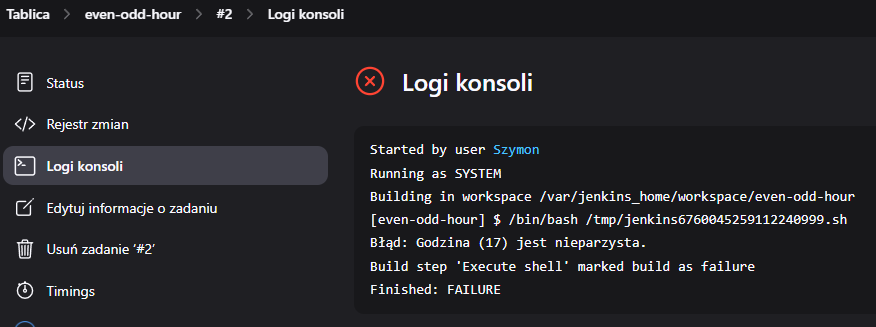 Tablica > even-odd-hour > #2 > Logi konsoli
Status
Rejestr zmian
Logi konsoli
Edytuj informacje o zadaniu
Usuń zadanie ‘#2’
Timings
Logi konsoli
Started by user Szymon
Running as SYSTEM
Building in workspace /var/jenkins_home/workspace/even-odd-hour
[even-odd-hour] $ /bin/bash /tmp/jenkins6760045259112240999.sh
Błąd: Godzina (17) jest nieparzysta.
Build step 'Execute shell' marked build as failure
Finished: FAILURE